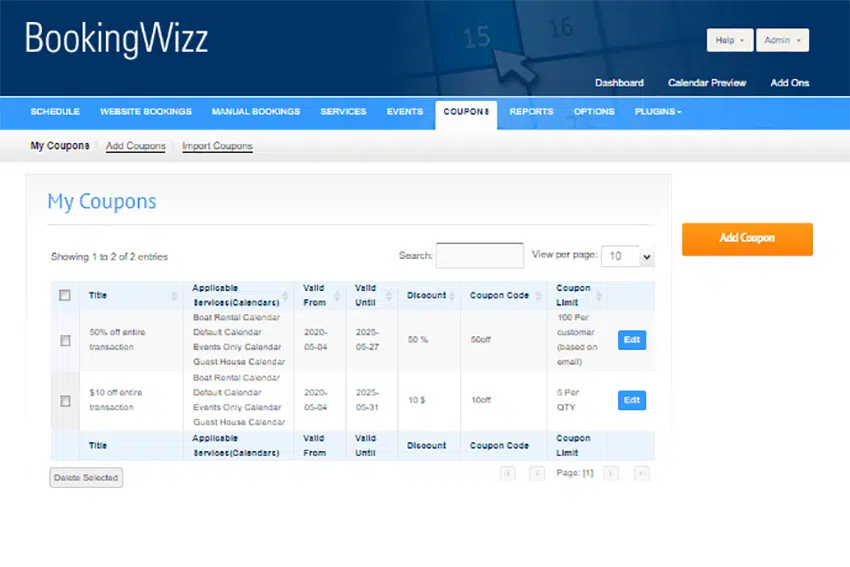 BookingWizz
15
16
Help
Admin
Dashboard Calendar Preview Add Ons
SCHEDULE WEBSITE BOOKINGS MANUAL BOOKINGS SERVICES EVENTS COUPONS REPORTS OPTIONS PLUGINS
My Coupons Add Coupons Import Coupons
My Coupons
Add Coupon
Showing 1 to 2 of 2 entries Search: View per page: 10
Title Applicable Services(Calendars) Valid From Valid Until Discount Coupon Code Coupon Limit
50% off entire transaction Boat Rental Calendar Default Calendar Events Only Calendar Guest House Calendar 2020-05-04 2025-05-27 50 % 50off 100 Per customer (based on email) Edit
$10 off entire transaction Boat Rental Calendar Default Calendar Events Only Calendar Guest House Calendar 2020-05-04 2025-05-31 10 $ 10off 5 Per QTY Edit
Title Applicable Services(Calendars) Valid From Valid Until Discount Coupon Code Coupon Limit
Delete Selected Page: [1]